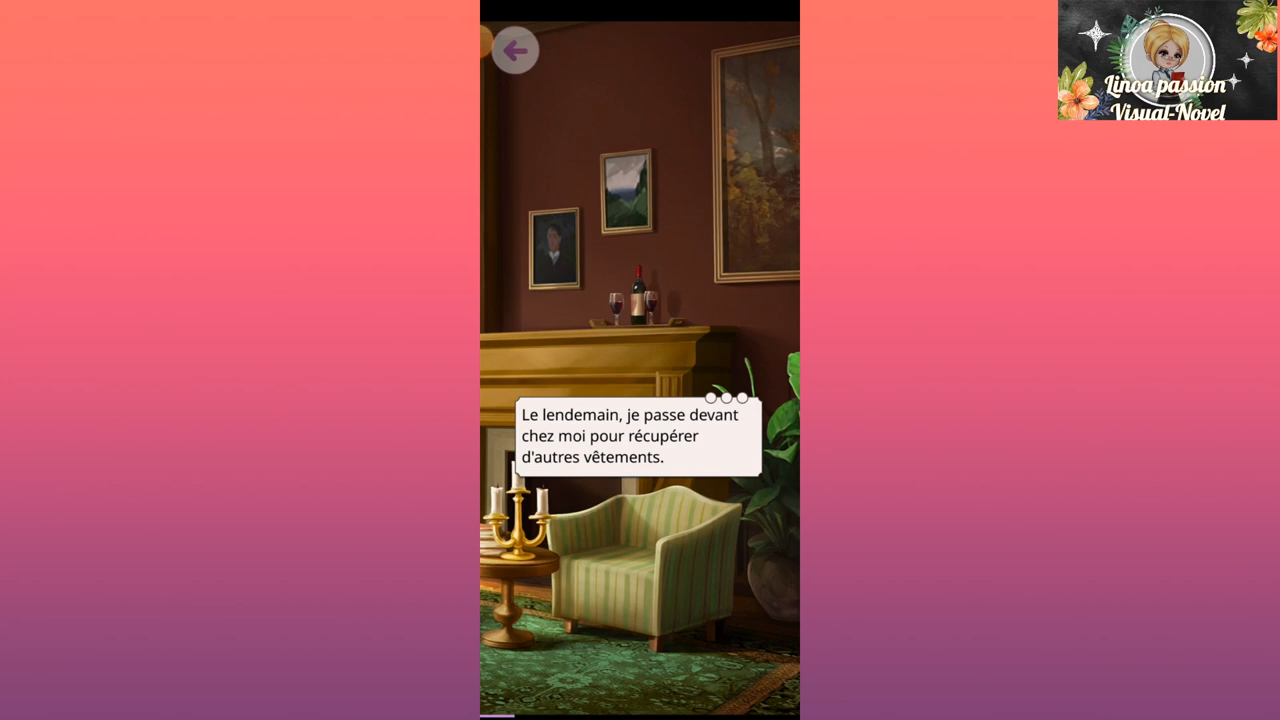 Linoa passion
Visual-Novel
Le lendemain, je passe devant
chez moi pour récupérer
d'autres vêtements.